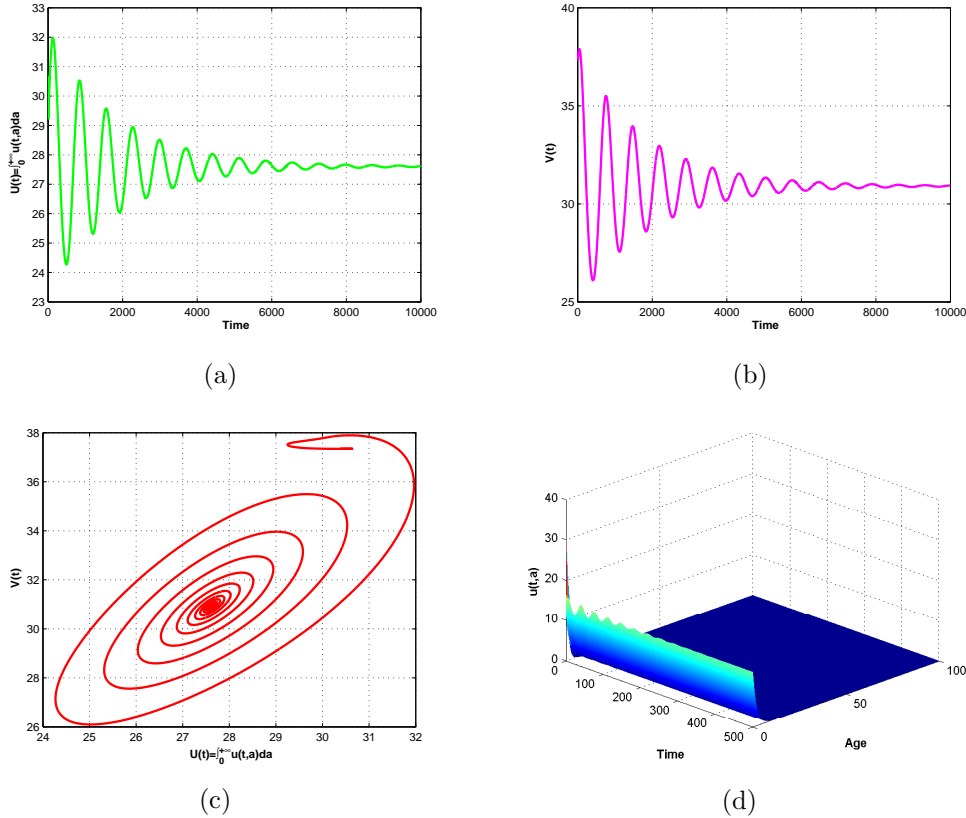 33
32
31
30
29
28
27
26
25
24
23
0 2000 4000 6000 8000 10000
Time
U(t)=∫₀⁺∞ u(t,a)da
(a)
40
35
30
25
0 2000 4000 6000 8000 10000
Time
V(t)
(b)
38
36
34
32
30
28
26
24 25 26 27 28 29 30 31 32
U(t)=∫₀⁺∞ u(t,a)da
V(t)
(c)
40
30
20
10
0
u(t,a)
0 100 200 300 400 500
Time
0 50 100
Age
(d)